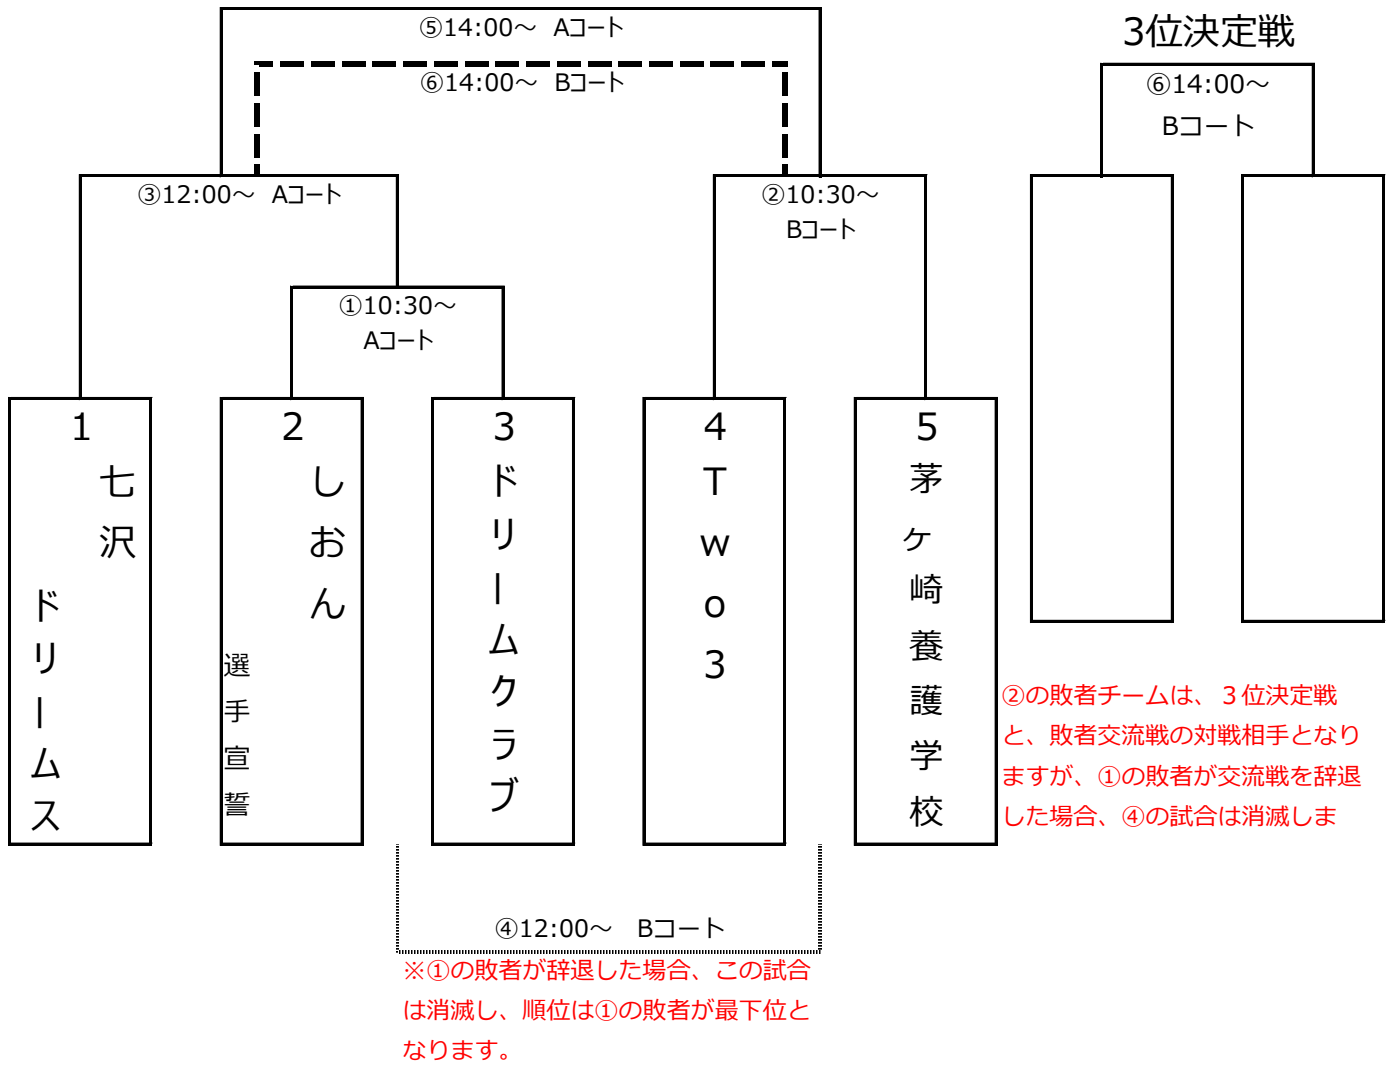 ⑤14:00～ Aコート
⑥14:00～ Bコート
3位決定戦
⑥14:00～
Bコート
③12:00～ Aコート
②10:30～
Bコート
①10:30～
Aコート
1
七沢
ドリームス
2
しおん
選手宣誓
3
ドリームクラブ
4
Two3
5
茅ケ崎養護学校
②の敗者チームは、３位決定戦
と、敗者交流戦の対戦相手となり
ますが、①の敗者が交流戦を辞退
した場合、④の試合は消滅しま
④12:00～　Bコート
※①の敗者が辞退した場合、この試合
は消滅し、順位は①の敗者が最下位と
なります。